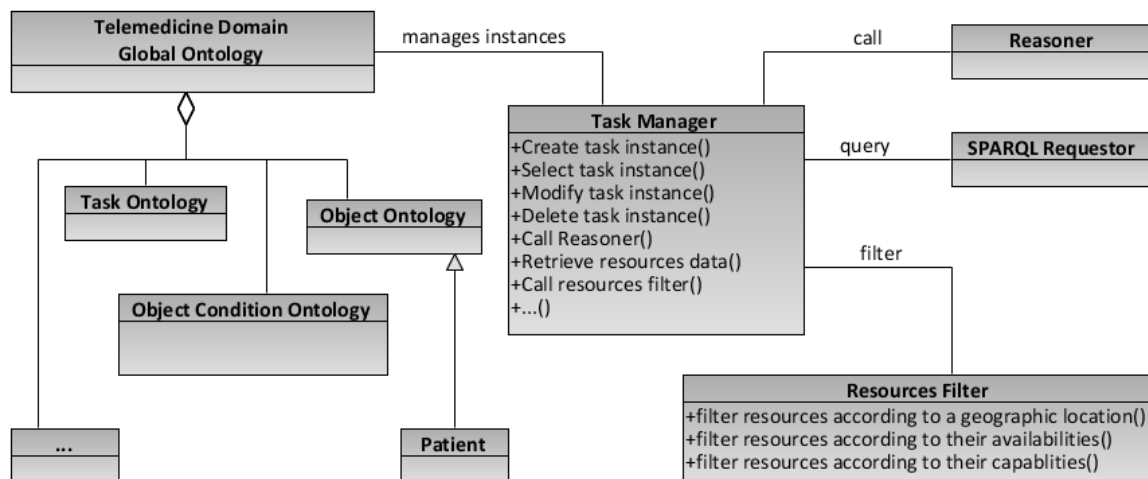 Telemedicine Domain
Global Ontology
manages instances
call
Reasoner
Task Manager
+Create task instance()
+Select task instance()
+Modify task instance()
+Delete task instance()
+Call Reasoner()
+Retrieve resources data()
+Call resources filter()
+...()
query
SPARQL Requestor
Task Ontology
Object Ontology
filter
Object Condition Ontology
Resources Filter
+filter resources according to a geographic location()
+filter resources according to their availabilities()
+filter resources according to their capablities()
...
Patient